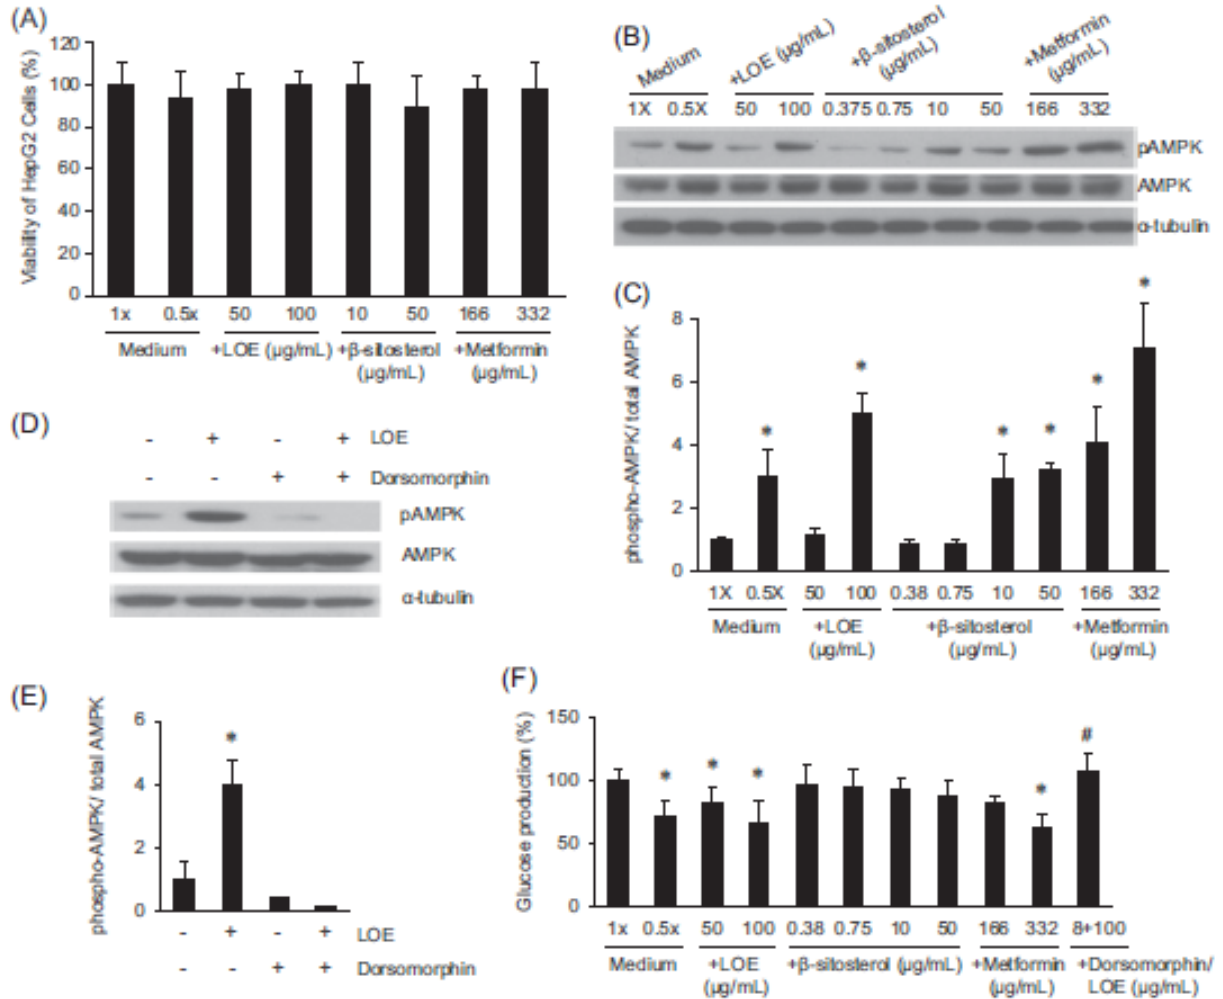 (A)
120
100
80
60
40
20
0
Viability of HepG2 Cells (%)
1x 0.5x 50 100 10 50 166 332
Medium +LOE (µg/mL) +β-sitosterol +Metformin
(µg/mL) (µg/mL)
(B)
Medium +LOE (µg/mL) +β-sitosterol (µg/mL) +Metformin (µg/mL)
1X 0.5X 50 100 0.375 0.75 10 50 166 332
pAMPK
AMPK
α-tubulin
(C)
8
6
4
2
0
phospho-AMPK/ total AMPK
* * * * * *
1X 0.5X 50 100 0.38 0.75 10 50 166 332
Medium +LOE +β-sitosterol +Metformin
(µg/mL) (µg/mL) (µg/mL)
(D)
- + - + LOE
- - + + Dorsomorphin
pAMPK
AMPK
α-tubulin
(E)
6
4
2
0
phospho-AMPK/ total AMPK
*
- + - + LOE
- - + + Dorsomorphin
(F)
150
100
50
0
Glucose production (%)
* * * * #
1x 0.5x 50 100 0.38 0.75 10 50 166 332 8+100
Medium +LOE +β-sitosterol (µg/mL) +Metformin +Dorsomorphin/
(µg/mL) (µg/mL) LOE (µg/mL)